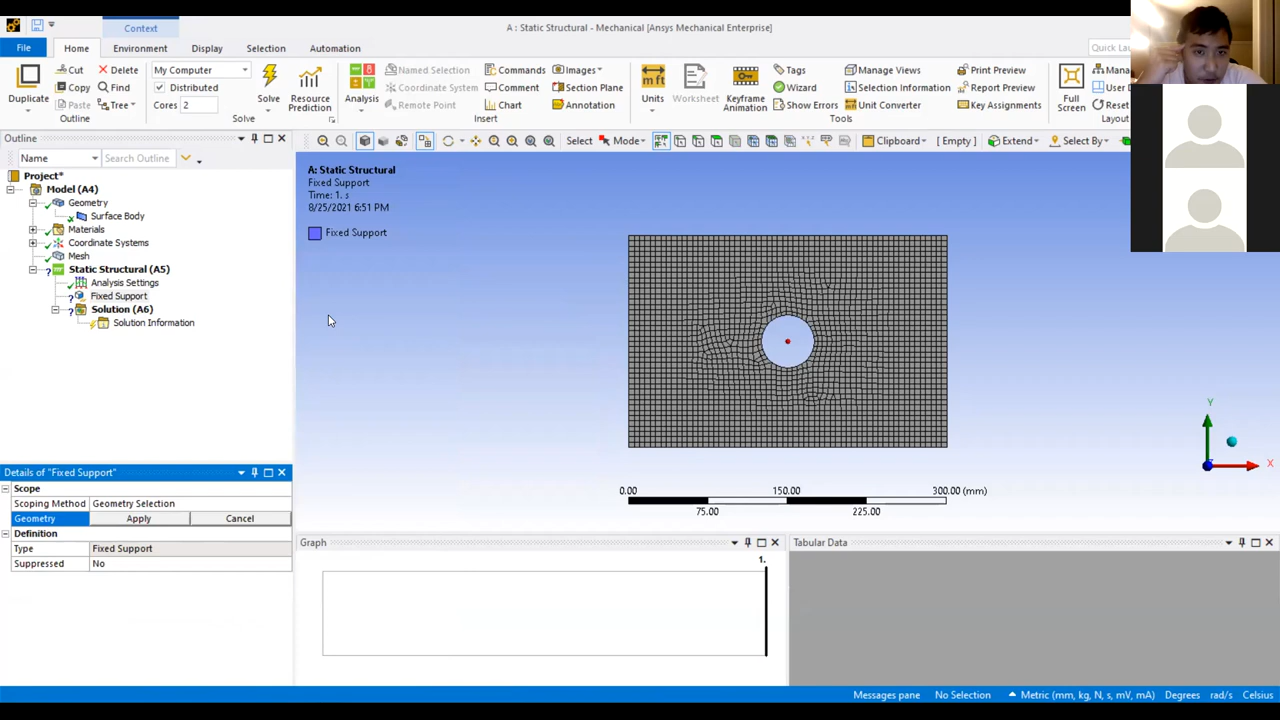 Context
A : Static Structural - Mechanical [Ansys Mechanical Enterprise]
File Home Environment Display Selection Automation Quick
Duplicate Cut Copy Paste Delete Find Tree
Outline
My Computer
Distributed
Cores 2
Solve Resource Prediction
Solve
Analysis Named Selection Coordinate System Remote Point Commands Comment Chart Images Section Plane Annotation
Insert
Units Worksheet Keyframe Animation Tags Wizard Show Errors Manage Views Selection Information Unit Converter Print Preview Report Preview Key Assignments
Tools
Full Screen Mana User D Reset
Layou
Outline
Select Mode Clipboard [ Empty ] Extend Select By
Name Search Outline
Project*
Model (A4)
Geometry
Surface Body
Materials
Coordinate Systems
Mesh
Static Structural (A5)
Analysis Settings
Fixed Support
Solution (A6)
Solution Information
A: Static Structural
Fixed Support
Time: 1. s
8/25/2021 6:51 PM
Fixed Support
Y
X
0.00 150.00 300.00 (mm)
75.00 225.00
Details of "Fixed Support"
Scope
Scoping Method Geometry Selection
Geometry Apply Cancel
Definition
Type Fixed Support
Suppressed No
Graph
1.
Tabular Data
Messages pane No Selection Metric (mm, kg, N, s, mV, mA) Degrees rad/s Celsius